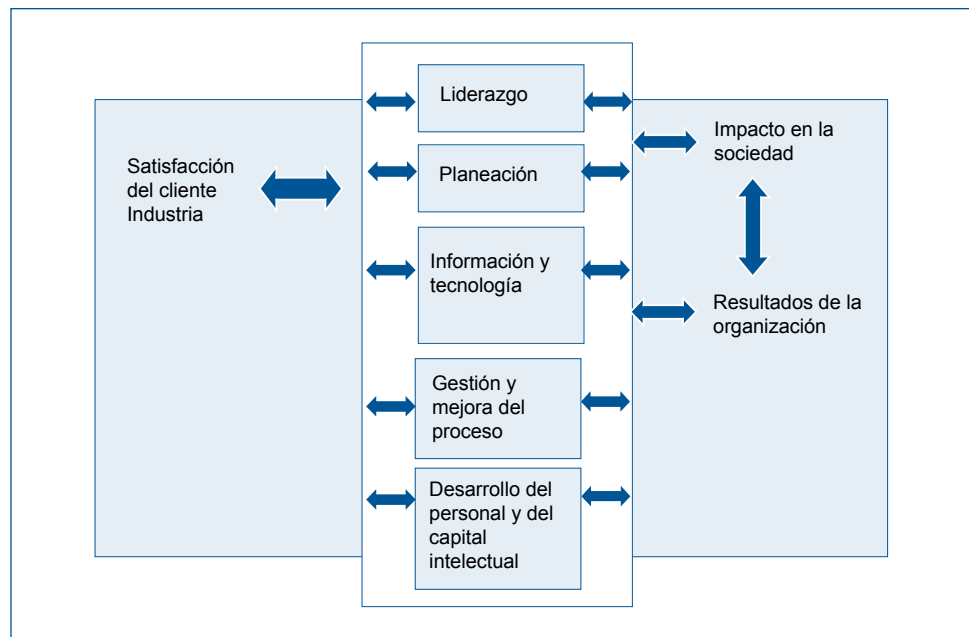 Satisfacción
del cliente
Industria
Liderazgo
Planeación
Información y
tecnología
Gestión y
mejora del
proceso
Desarrollo del
personal y del
capital
intelectual
Impacto en la
sociedad
Resultados de la
organización